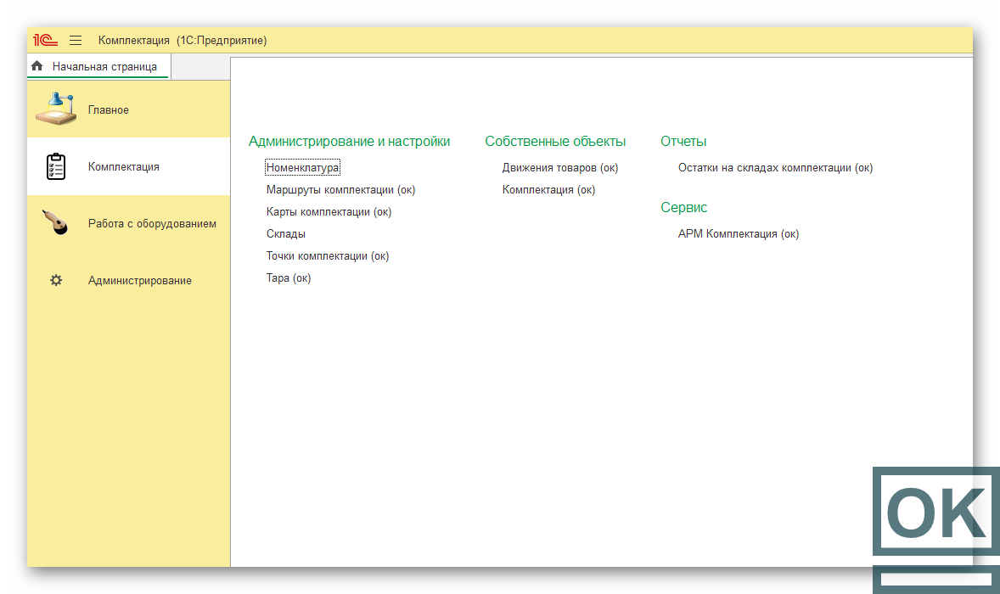 1С Комплектация (1С:Предприятие)
Начальная страница
Главное
Комплектация
Работа с оборудованием
Администрирование
Администрирование и настройки
Номенклатура
Маршруты комплектации (ок)
Карты комплектации (ок)
Склады
Точки комплектации (ок)
Тара (ок)
Собственные объекты
Движения товаров (ок)
Комплектация (ок)
Отчеты
Остатки на складах комплектации (ок)
Сервис
АРМ Комплектация (ок)
ОК